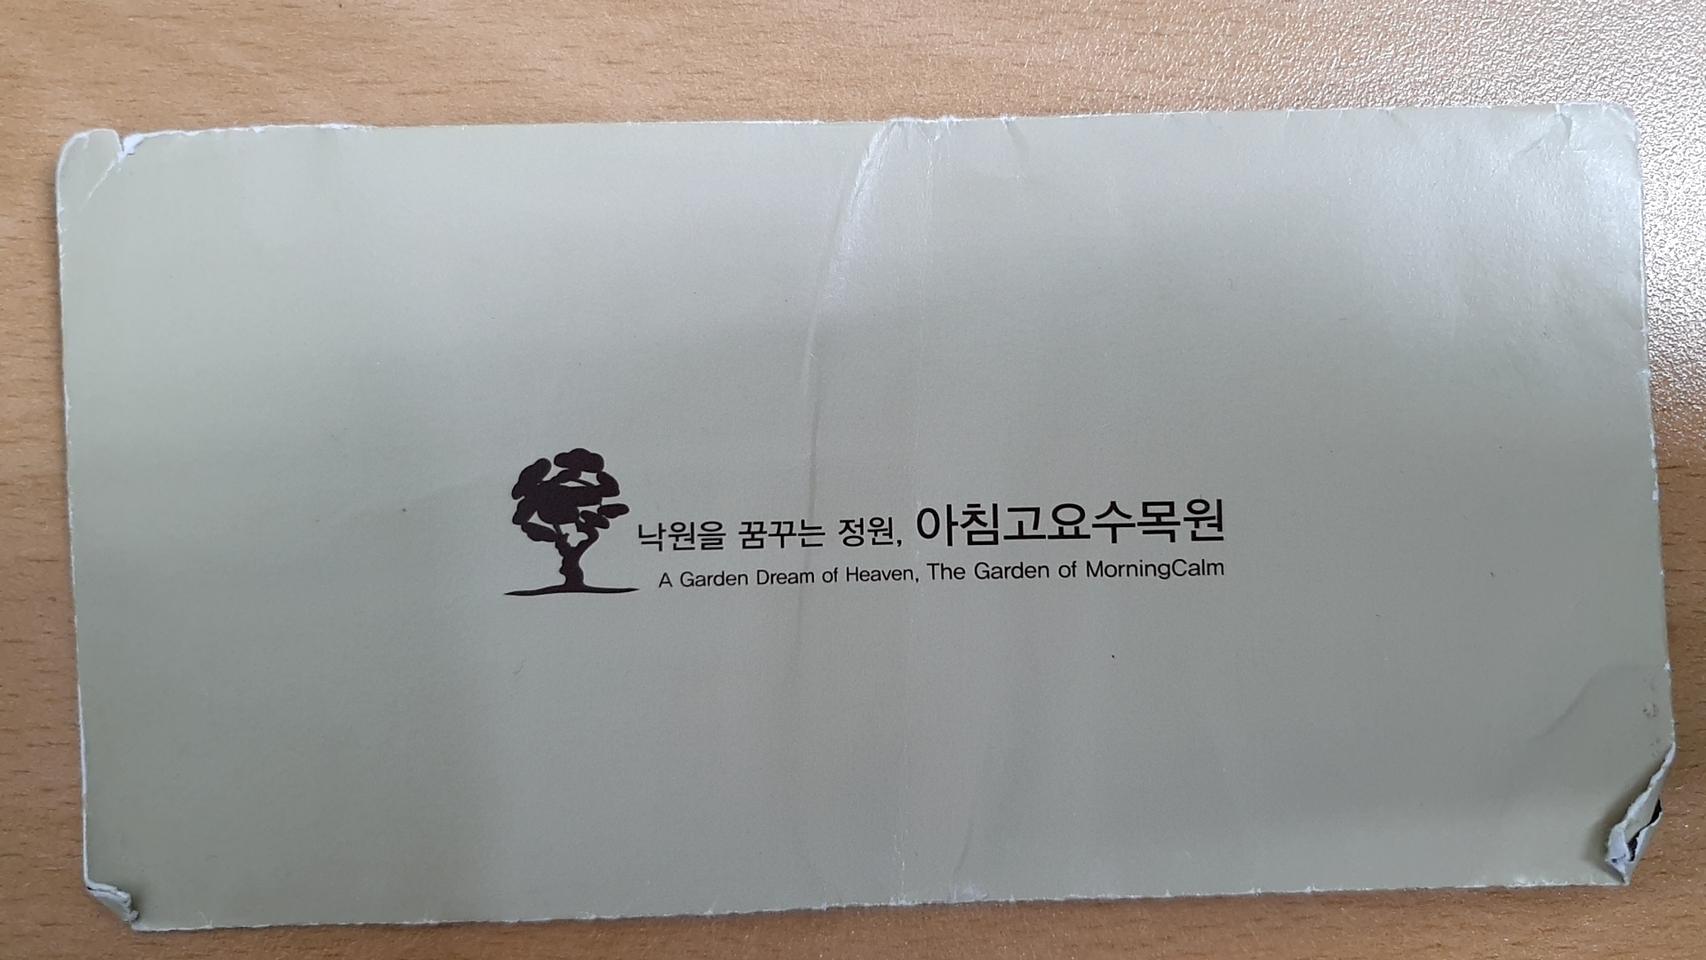 낙원을 꿈꾸는 정원, 아침고요수목원
A Garden Dream of Heaven, The Garden of MorningCalm